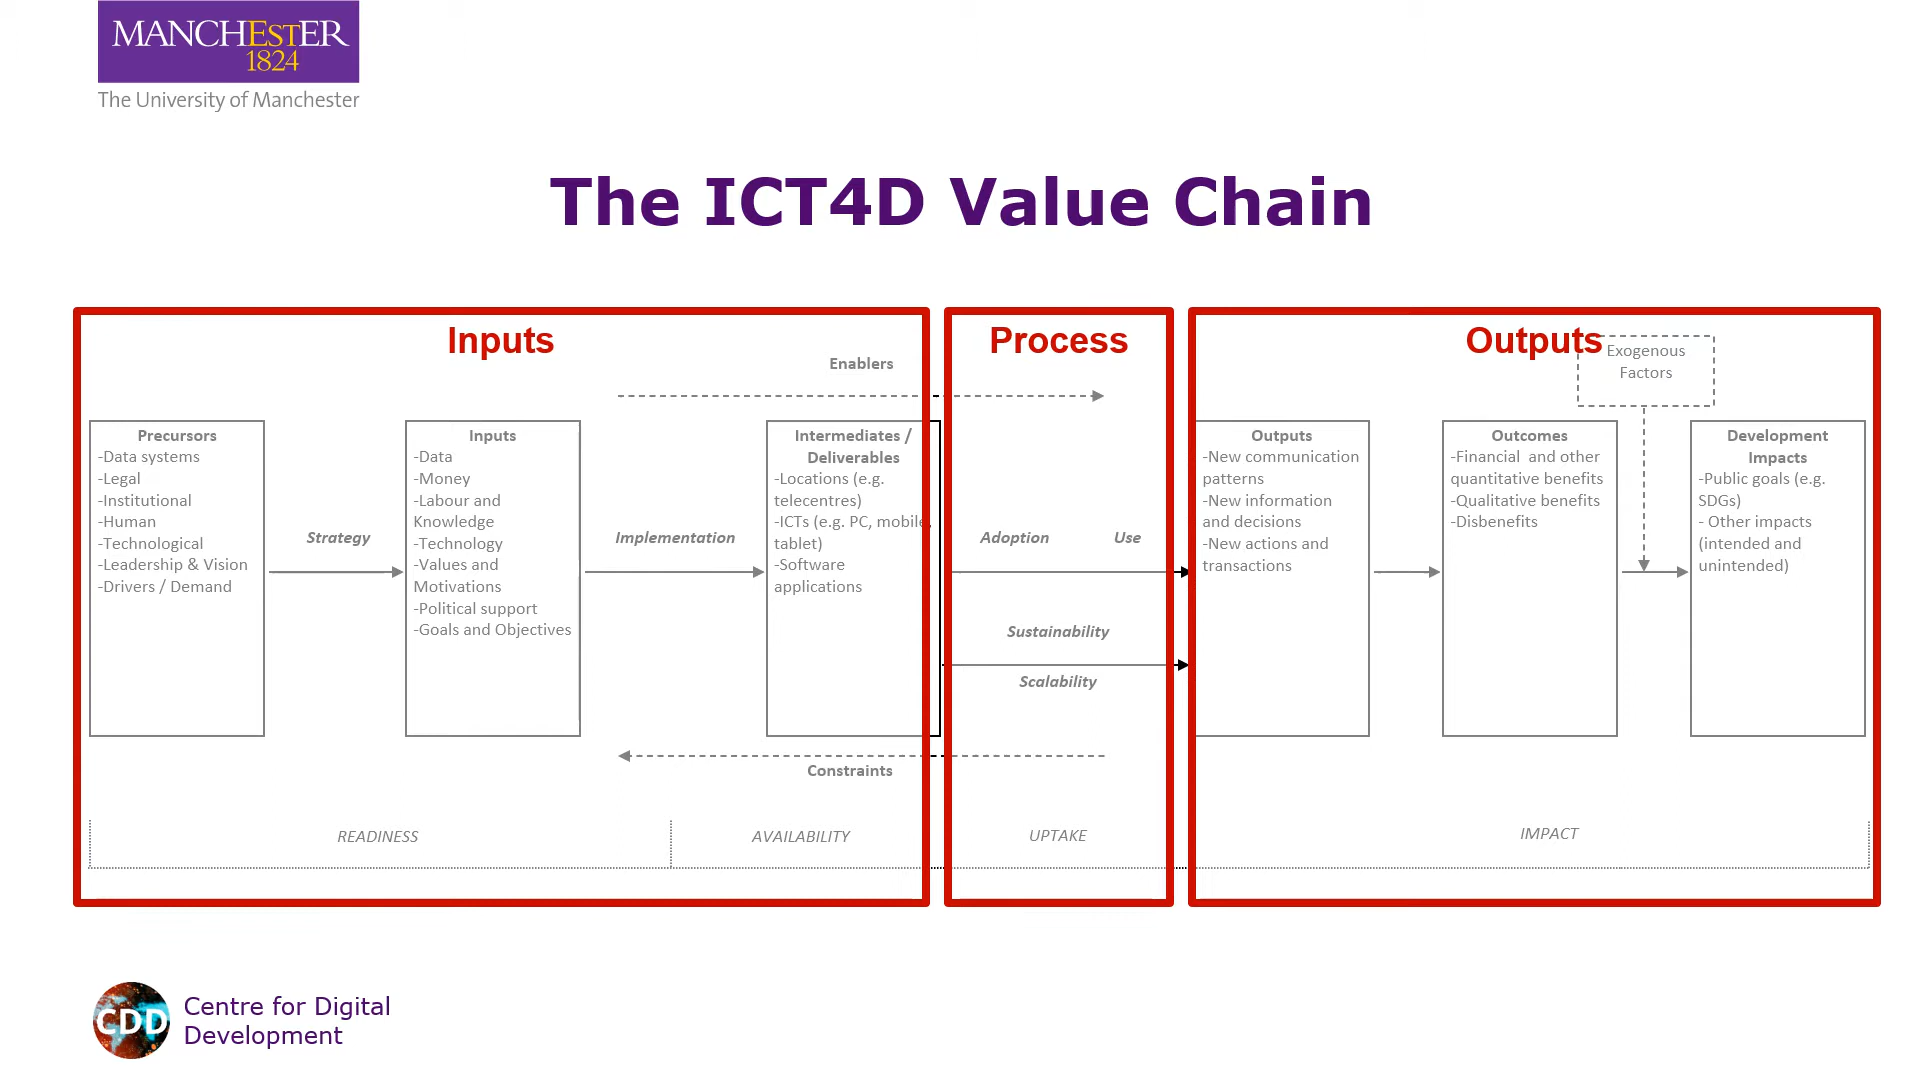 MANCHEstER
1824
The University of Manchester
The ICT4D Value Chain
Inputs
Process
Outputs
Enablers
Exogenous
Factors
Precursors
-Data systems
-Legal
-Institutional
-Human
-Technological
-Leadership & Vision
-Drivers / Demand
Strategy
Inputs
-Data
-Money
-Labour and
Knowledge
-Technology
-Values and
Motivations
-Political support
-Goals and Objectives
Implementation
Intermediates /
Deliverables
-Locations (e.g.
telecentres)
-ICTs (e.g. PC, mobile,
tablet)
-Software
applications
Adoption
Use
Sustainability
Scalability
Outputs
-New communication
patterns
-New information
and decisions
-New actions and
transactions
Outcomes
-Financial  and other
quantitative benefits
-Qualitative benefits
-Disbenefits
Development
Impacts
-Public goals (e.g.
SDGs)
- Other impacts
(intended and
unintended)
Constraints
READINESS
AVAILABILITY
UPTAKE
IMPACT
CDD
Centre for Digital
Development